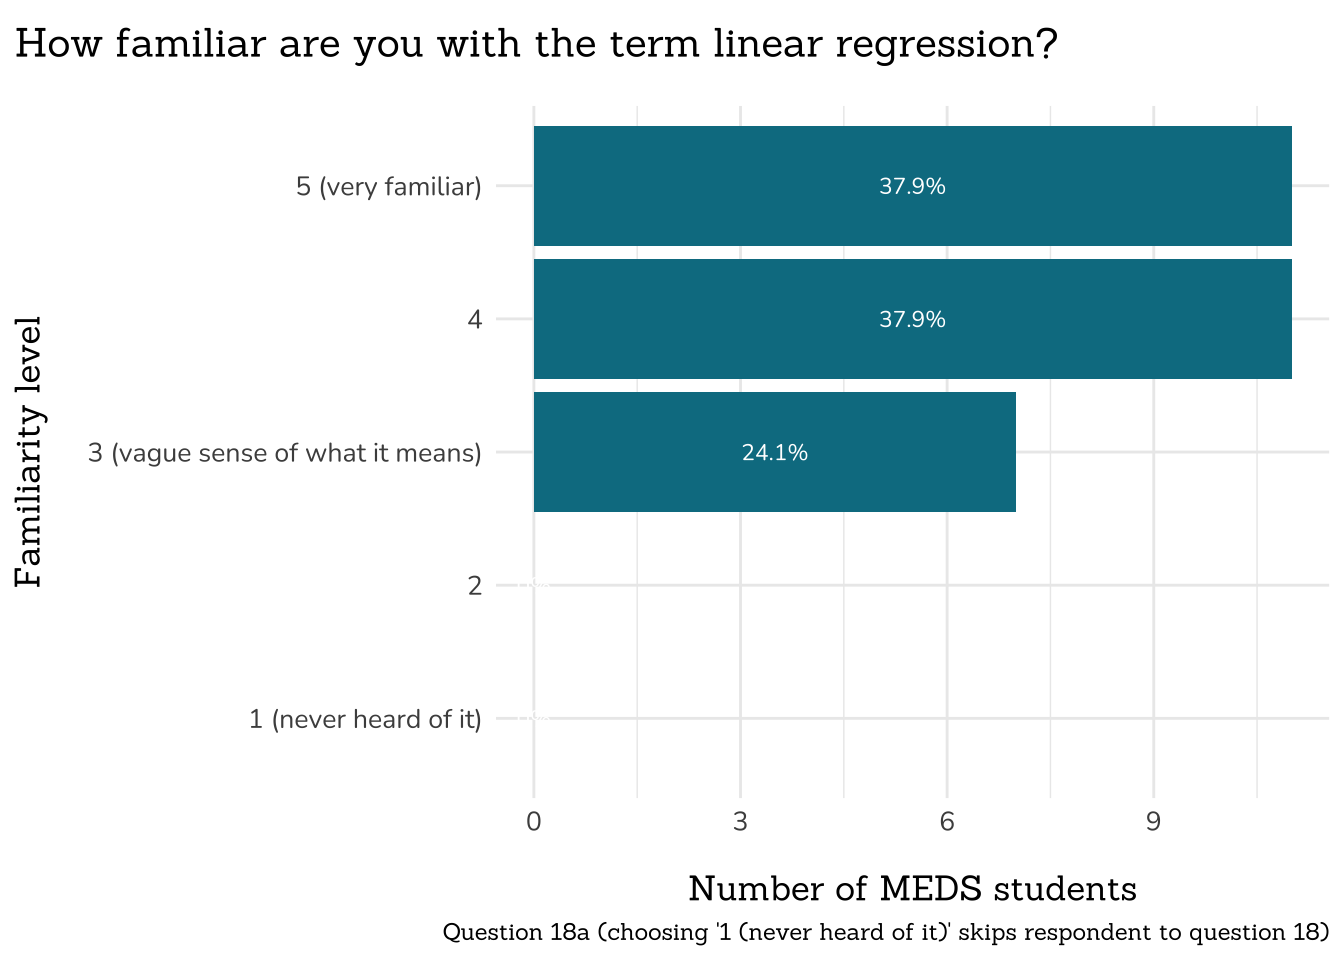 How familiar are you with the term linear regression?
5 (very familiar)
37.9%
4
37.9%
3 (vague sense of what it means)
24.1%
2
1 (never heard of it)
Familiarity level
0 3 6 9
Number of MEDS students
Question 18a (choosing '1 (never heard of it)' skips respondent to question 18)